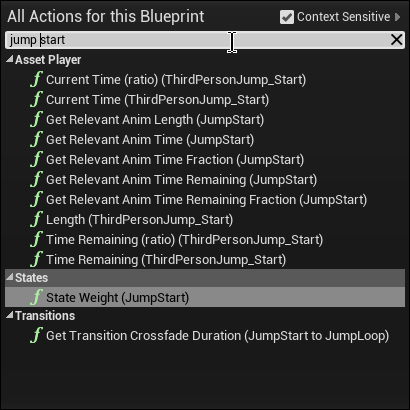 All Actions for this Blueprint
Context Sensitive
jump start
Asset Player
Current Time (ratio) (ThirdPersonJump_Start)
Current Time (ThirdPersonJump_Start)
Get Relevant Anim Length (JumpStart)
Get Relevant Anim Time (JumpStart)
Get Relevant Anim Time Fraction (JumpStart)
Get Relevant Anim Time Remaining (JumpStart)
Get Relevant Anim Time Remaining Fraction (JumpStart)
Length (ThirdPersonJump_Start)
Time Remaining (ratio) (ThirdPersonJump_Start)
Time Remaining (ThirdPersonJump_Start)
States
State Weight (JumpStart)
Transitions
Get Transition Crossfade Duration (JumpStart to JumpLoop)